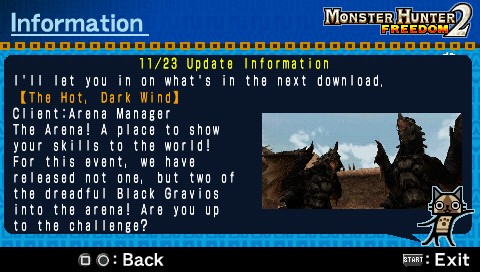 Information
MONSTER HUNTER
FREEDOM 2
11/23 Update Information
I'll let you in on what's in the next download,
【The Hot, Dark Wind】
Client:Arena Manager
The Arena! A place to show
your skills to the world!
For this event, we have
released not one, but two of
the dreadful Black Gravios
into the arena! Are you up
to the challenge?
□○: Back
START: Exit